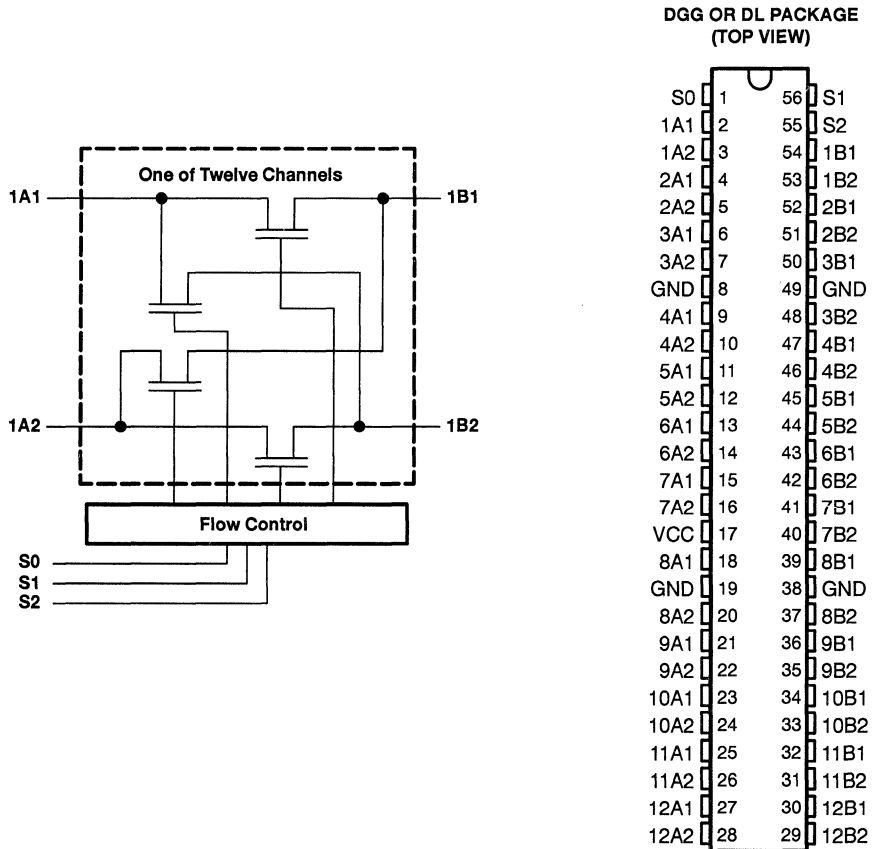 DGG OR DL PACKAGE
(TOP VIEW)
One of Twelve Channels
1A1
1B1
1A2
1B2
Flow Control
S0
S1
S2
S0 1 56 S1
1A1 2 55 S2
1A2 3 54 1B1
2A1 4 53 1B2
2A2 5 52 2B1
3A1 6 51 2B2
3A2 7 50 3B1
GND 8 49 GND
4A1 9 48 3B2
4A2 10 47 4B1
5A1 11 46 4B2
5A2 12 45 5B1
6A1 13 44 5B2
6A2 14 43 6B1
7A1 15 42 6B2
7A2 16 41 7B1
VCC 17 40 7B2
8A1 18 39 8B1
GND 19 38 GND
8A2 20 37 8B2
9A1 21 36 9B1
9A2 22 35 9B2
10A1 23 34 10B1
10A2 24 33 10B2
11A1 25 32 11B1
11A2 26 31 11B2
12A1 27 30 12B1
12A2 28 29 12B2